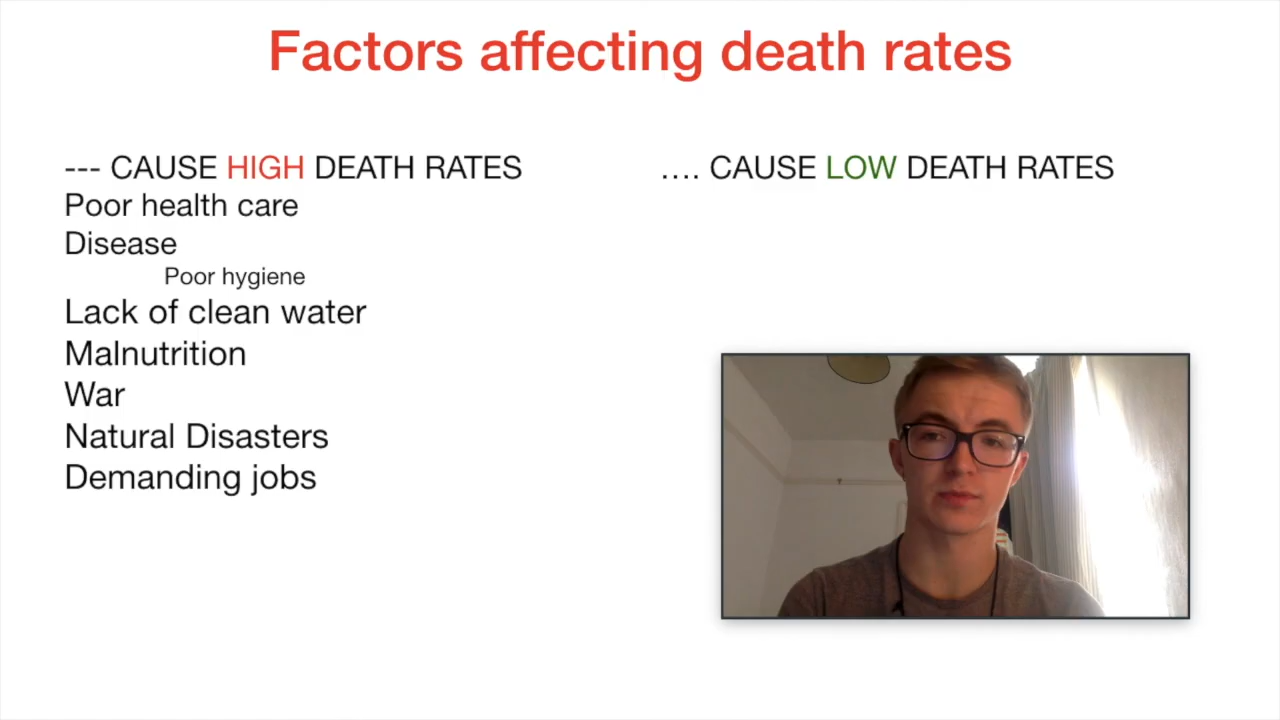 Factors affecting death rates
--- CAUSE HIGH DEATH RATES
Poor health care
Disease
Poor hygiene
Lack of clean water
Malnutrition
War
Natural Disasters
Demanding jobs
…. CAUSE LOW DEATH RATES